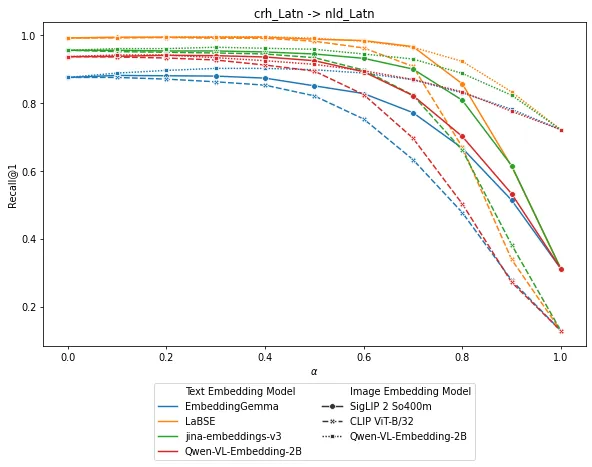 crh_Latn -> nld_Latn
1.0
0.8
0.6
0.4
0.2
Recall@1
0.0 0.2 0.4 0.6 0.8 1.0
α
Text Embedding Model Image Embedding Model
EmbeddingGemma SigLIP 2 So400m
LaBSE CLIP ViT-B/32
jina-embeddings-v3 Qwen-VL-Embedding-2B
Qwen-VL-Embedding-2B